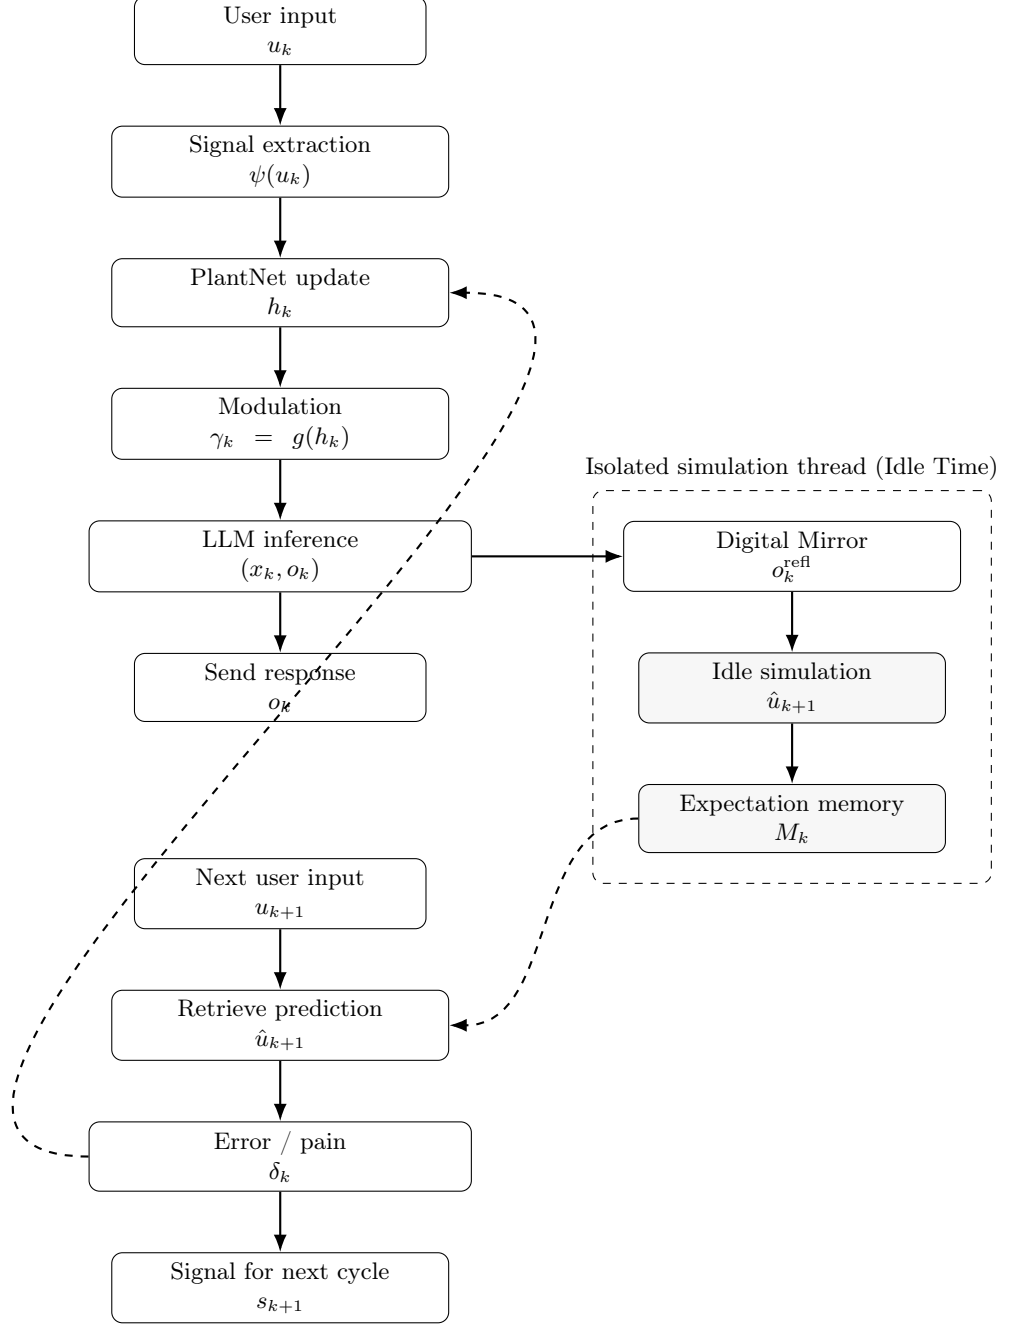 User input
u_k
Signal extraction
ψ(u_k)
PlantNet update
h_k
Modulation
γ_k = g(h_k)
LLM inference
(x_k, o_k)
Send response
o_k
Isolated simulation thread (Idle Time)
Digital Mirror
o_k^refl
Idle simulation
û_{k+1}
Expectation memory
M_k
Next user input
u_{k+1}
Retrieve prediction
û_{k+1}
Error / pain
δ_k
Signal for next cycle
s_{k+1}